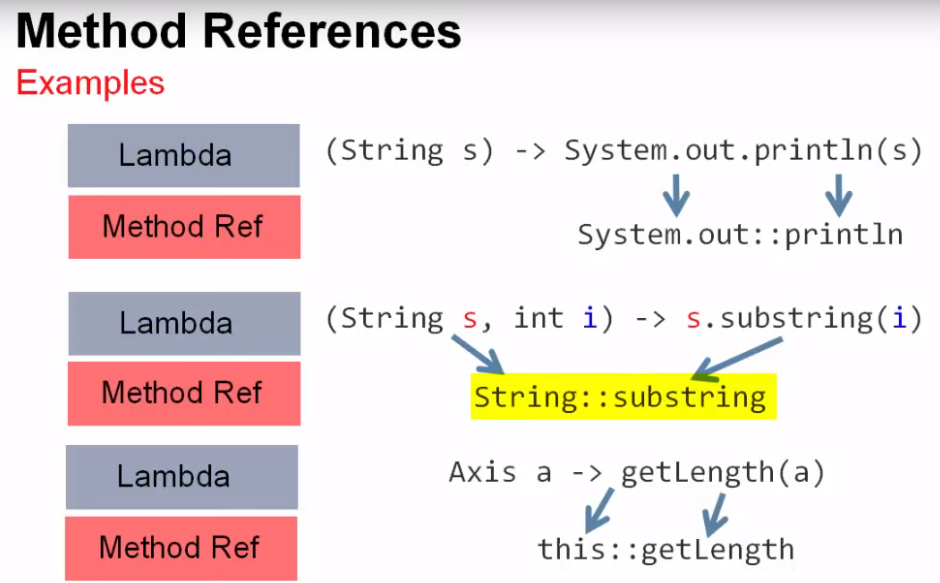 Method References
Examples
Lambda (String s) -> System.out.println(s)
Method Ref System.out::println
Lambda (String s, int i) -> s.substring(i)
Method Ref String::substring
Lambda Axis a -> getLength(a)
Method Ref this::getLength